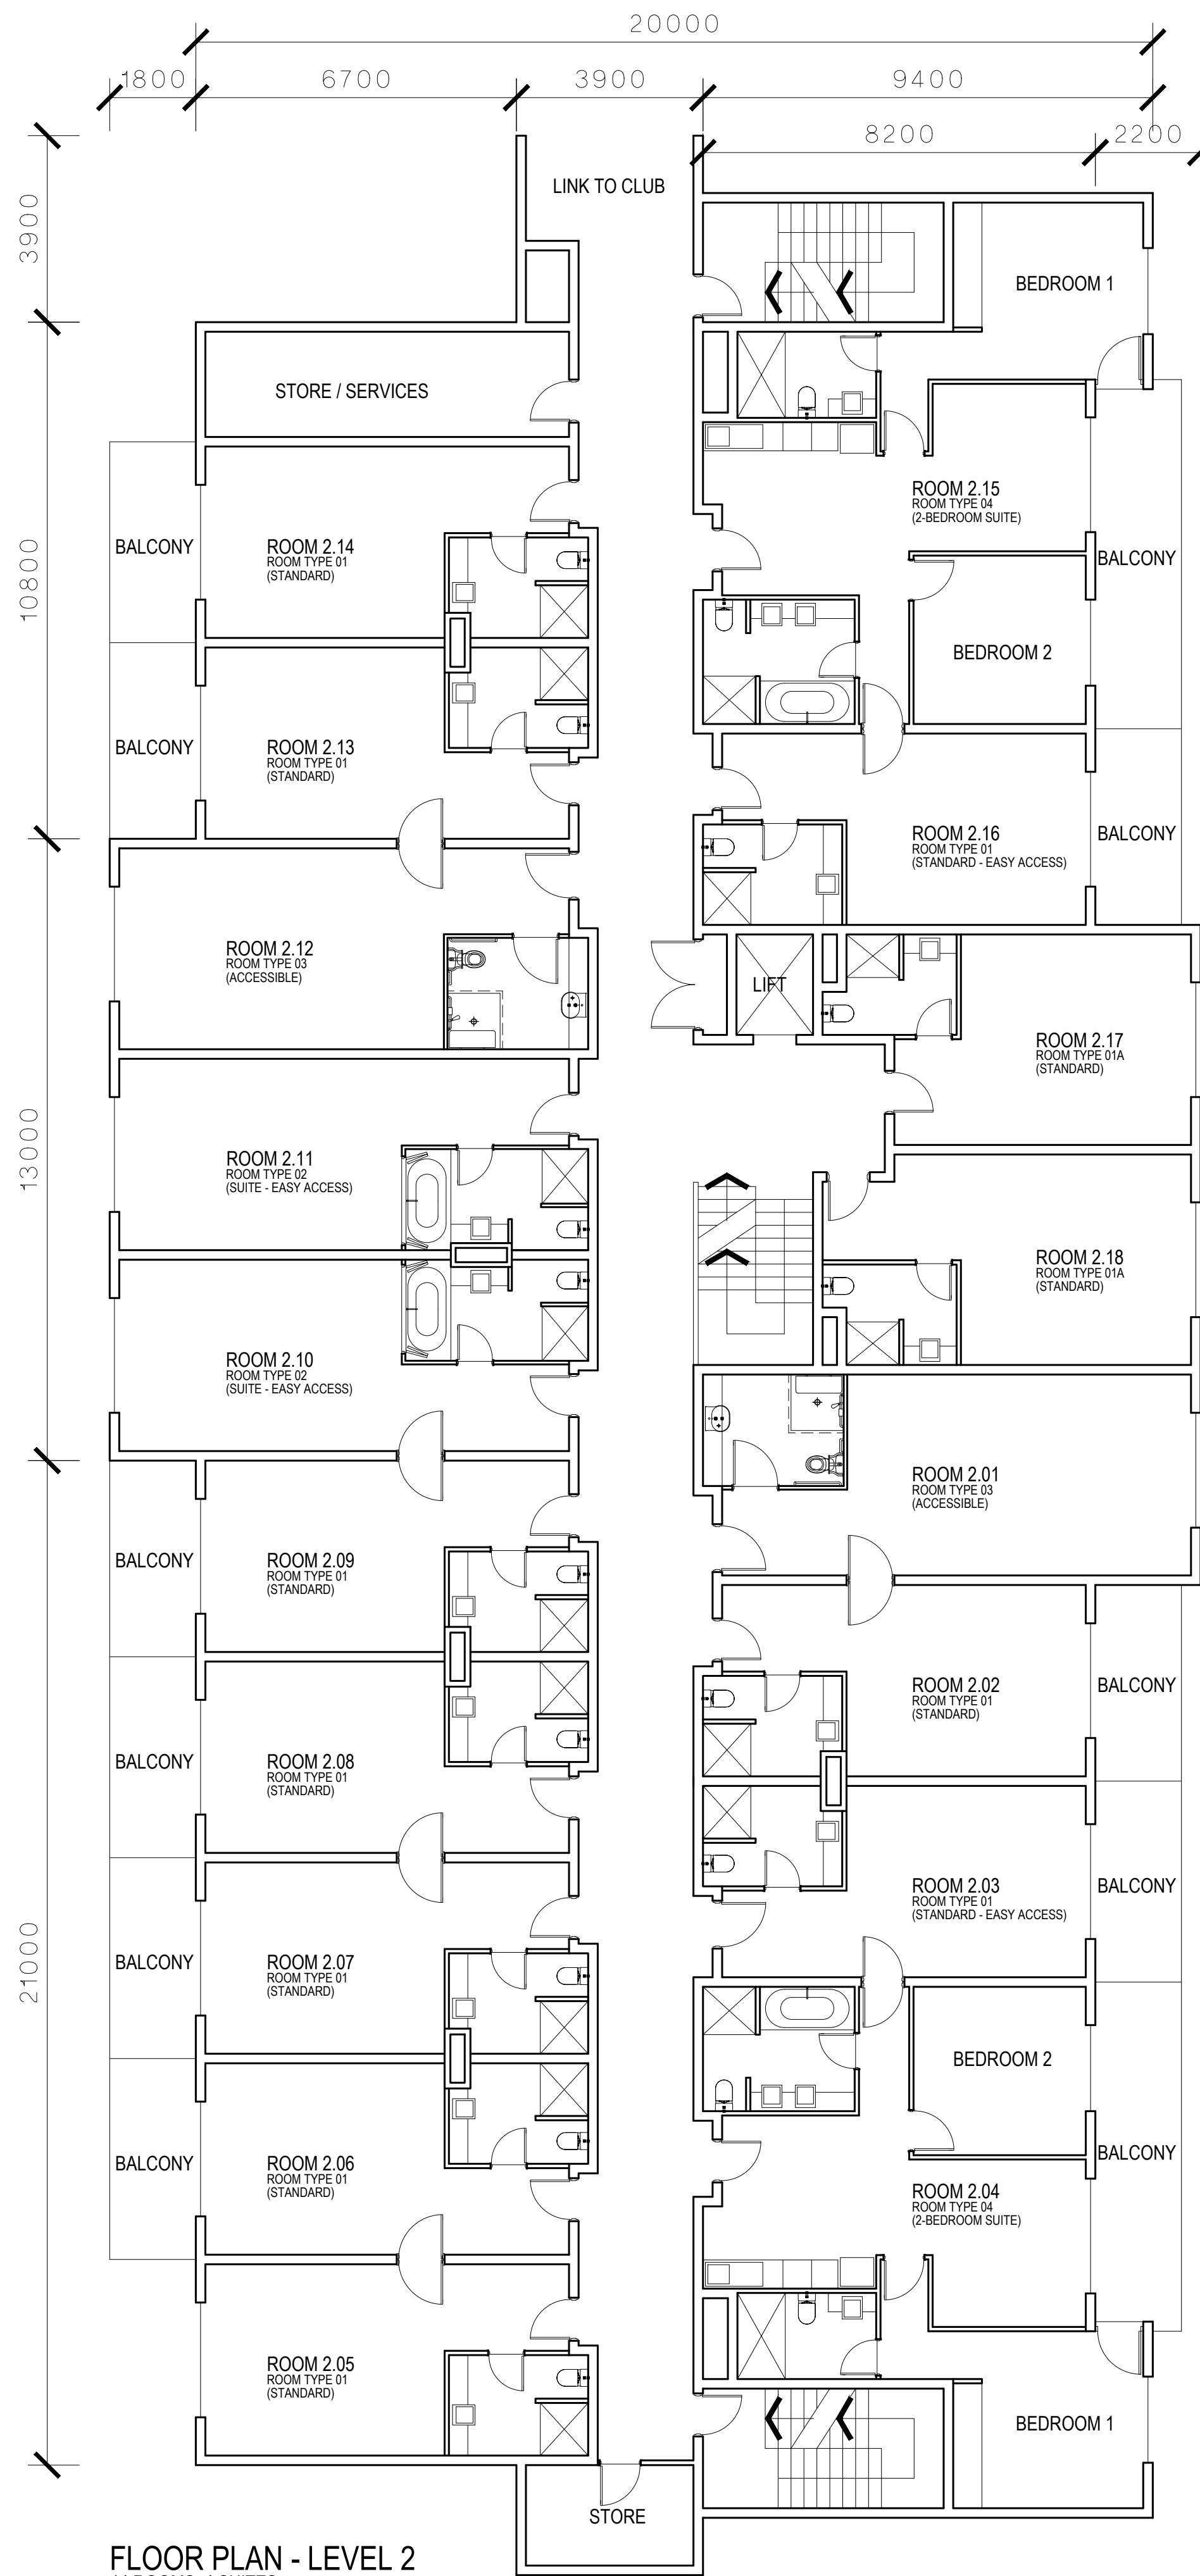 20000
1800
6700
3900
9400
8200
2200
3900
10800
13000
21000
LINK TO CLUB
BEDROOM 1
STORE / SERVICES
ROOM 2.15
ROOM TYPE 04
(2-BEDROOM SUITE)
BALCONY
BALCONY
ROOM 2.14
ROOM TYPE 01
(STANDARD)
BEDROOM 2
BALCONY
ROOM 2.13
ROOM TYPE 01
(STANDARD)
ROOM 2.16
ROOM TYPE 01
(STANDARD - EASY ACCESS)
BALCONY
ROOM 2.12
ROOM TYPE 03
(ACCESSIBLE)
LIFT
ROOM 2.17
ROOM TYPE 01A
(STANDARD)
ROOM 2.11
ROOM TYPE 02
(SUITE - EASY ACCESS)
ROOM 2.18
ROOM TYPE 01A
(STANDARD)
ROOM 2.10
ROOM TYPE 02
(SUITE - EASY ACCESS)
ROOM 2.01
ROOM TYPE 03
(ACCESSIBLE)
BALCONY
ROOM 2.09
ROOM TYPE 01
(STANDARD)
ROOM 2.02
ROOM TYPE 01
(STANDARD)
BALCONY
BALCONY
ROOM 2.08
ROOM TYPE 01
(STANDARD)
ROOM 2.03
ROOM TYPE 01
(STANDARD - EASY ACCESS)
BALCONY
BALCONY
ROOM 2.07
ROOM TYPE 01
(STANDARD)
BEDROOM 2
BALCONY
BALCONY
ROOM 2.06
ROOM TYPE 01
(STANDARD)
ROOM 2.04
ROOM TYPE 04
(2-BEDROOM SUITE)
ROOM 2.05
ROOM TYPE 01
(STANDARD)
BEDROOM 1
STORE
FLOOR PLAN - LEVEL 2